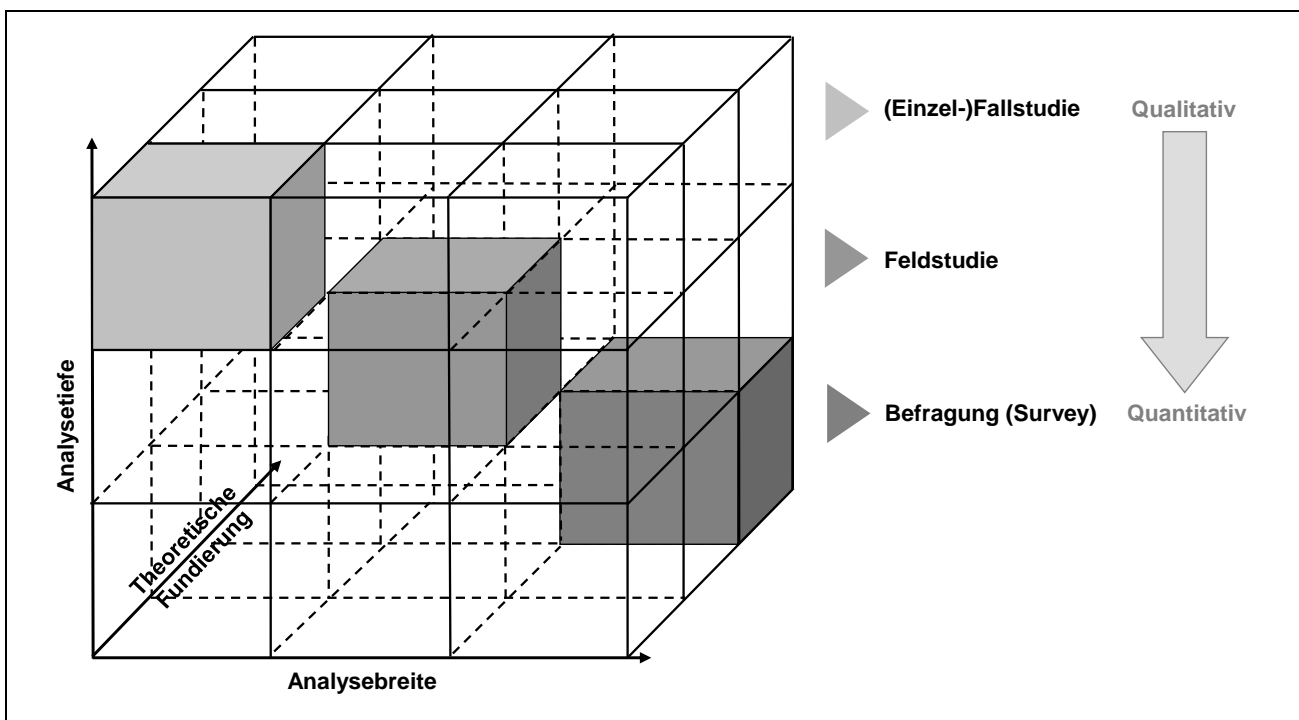 (Einzel-)Fallstudie
Qualitativ
Feldstudie
Befragung (Survey)
Quantitativ
Analysetiefe
Theoretische
Fundierung
Analysebreite